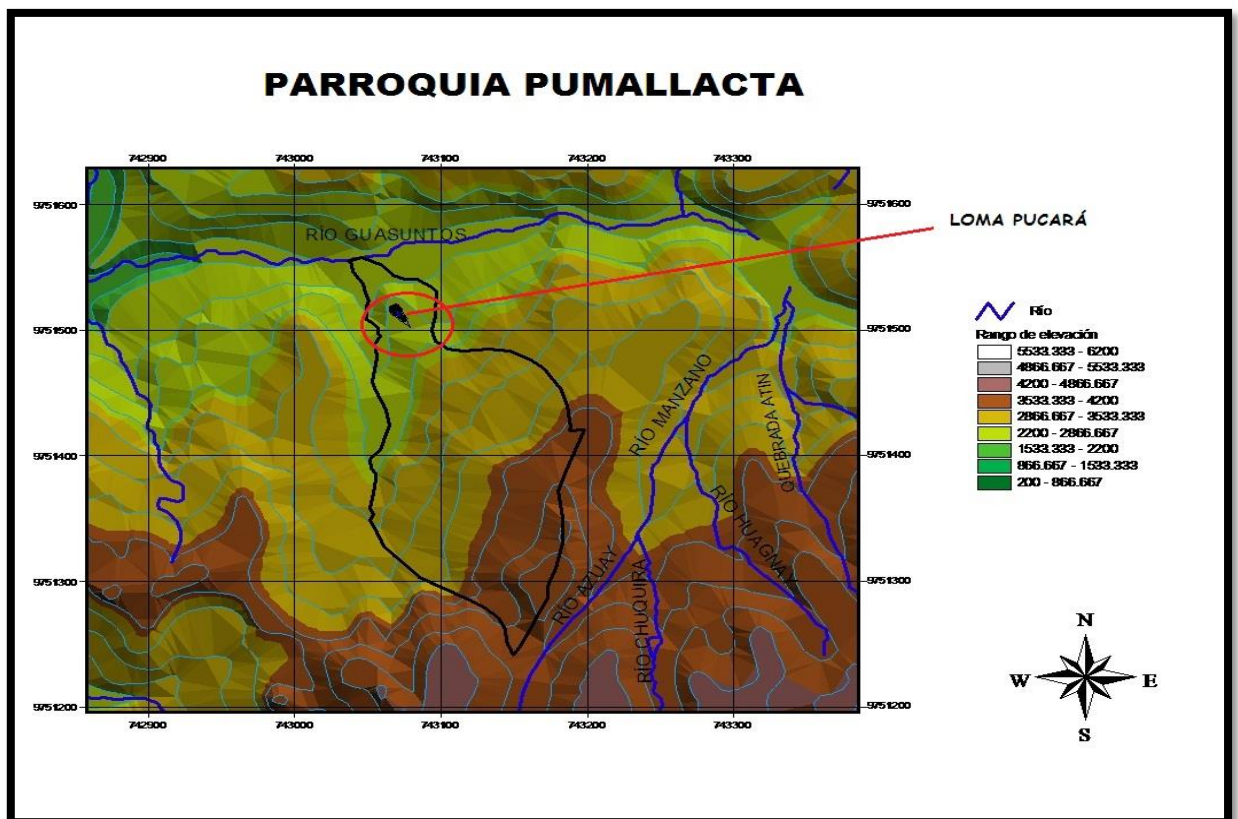 PARROQUIA PUMALLACTA
742900 743000 743100 743200 743300
9751600 9751600
LOMA PUCARÁ
RÍO GUASUNTOS
9751500 9751500
Río
Rango de elevación
5533.333 - 6200
4866.667 - 5533.333
4200 - 4866.667
3533.333 - 4200
2866.667 - 3533.333
2200 - 2866.667
1533.333 - 2200
866.667 - 1533.333
200 - 866.667
RÍO MANZANO
QUEBRADA ATIN
9751400 9751400
RÍO HUAGNAY
9751300 9751300
RÍO AZUAY
RÍO CHUQUIRA
9751200 9751200
742900 743000 743100 743200 743300
N
W E
S